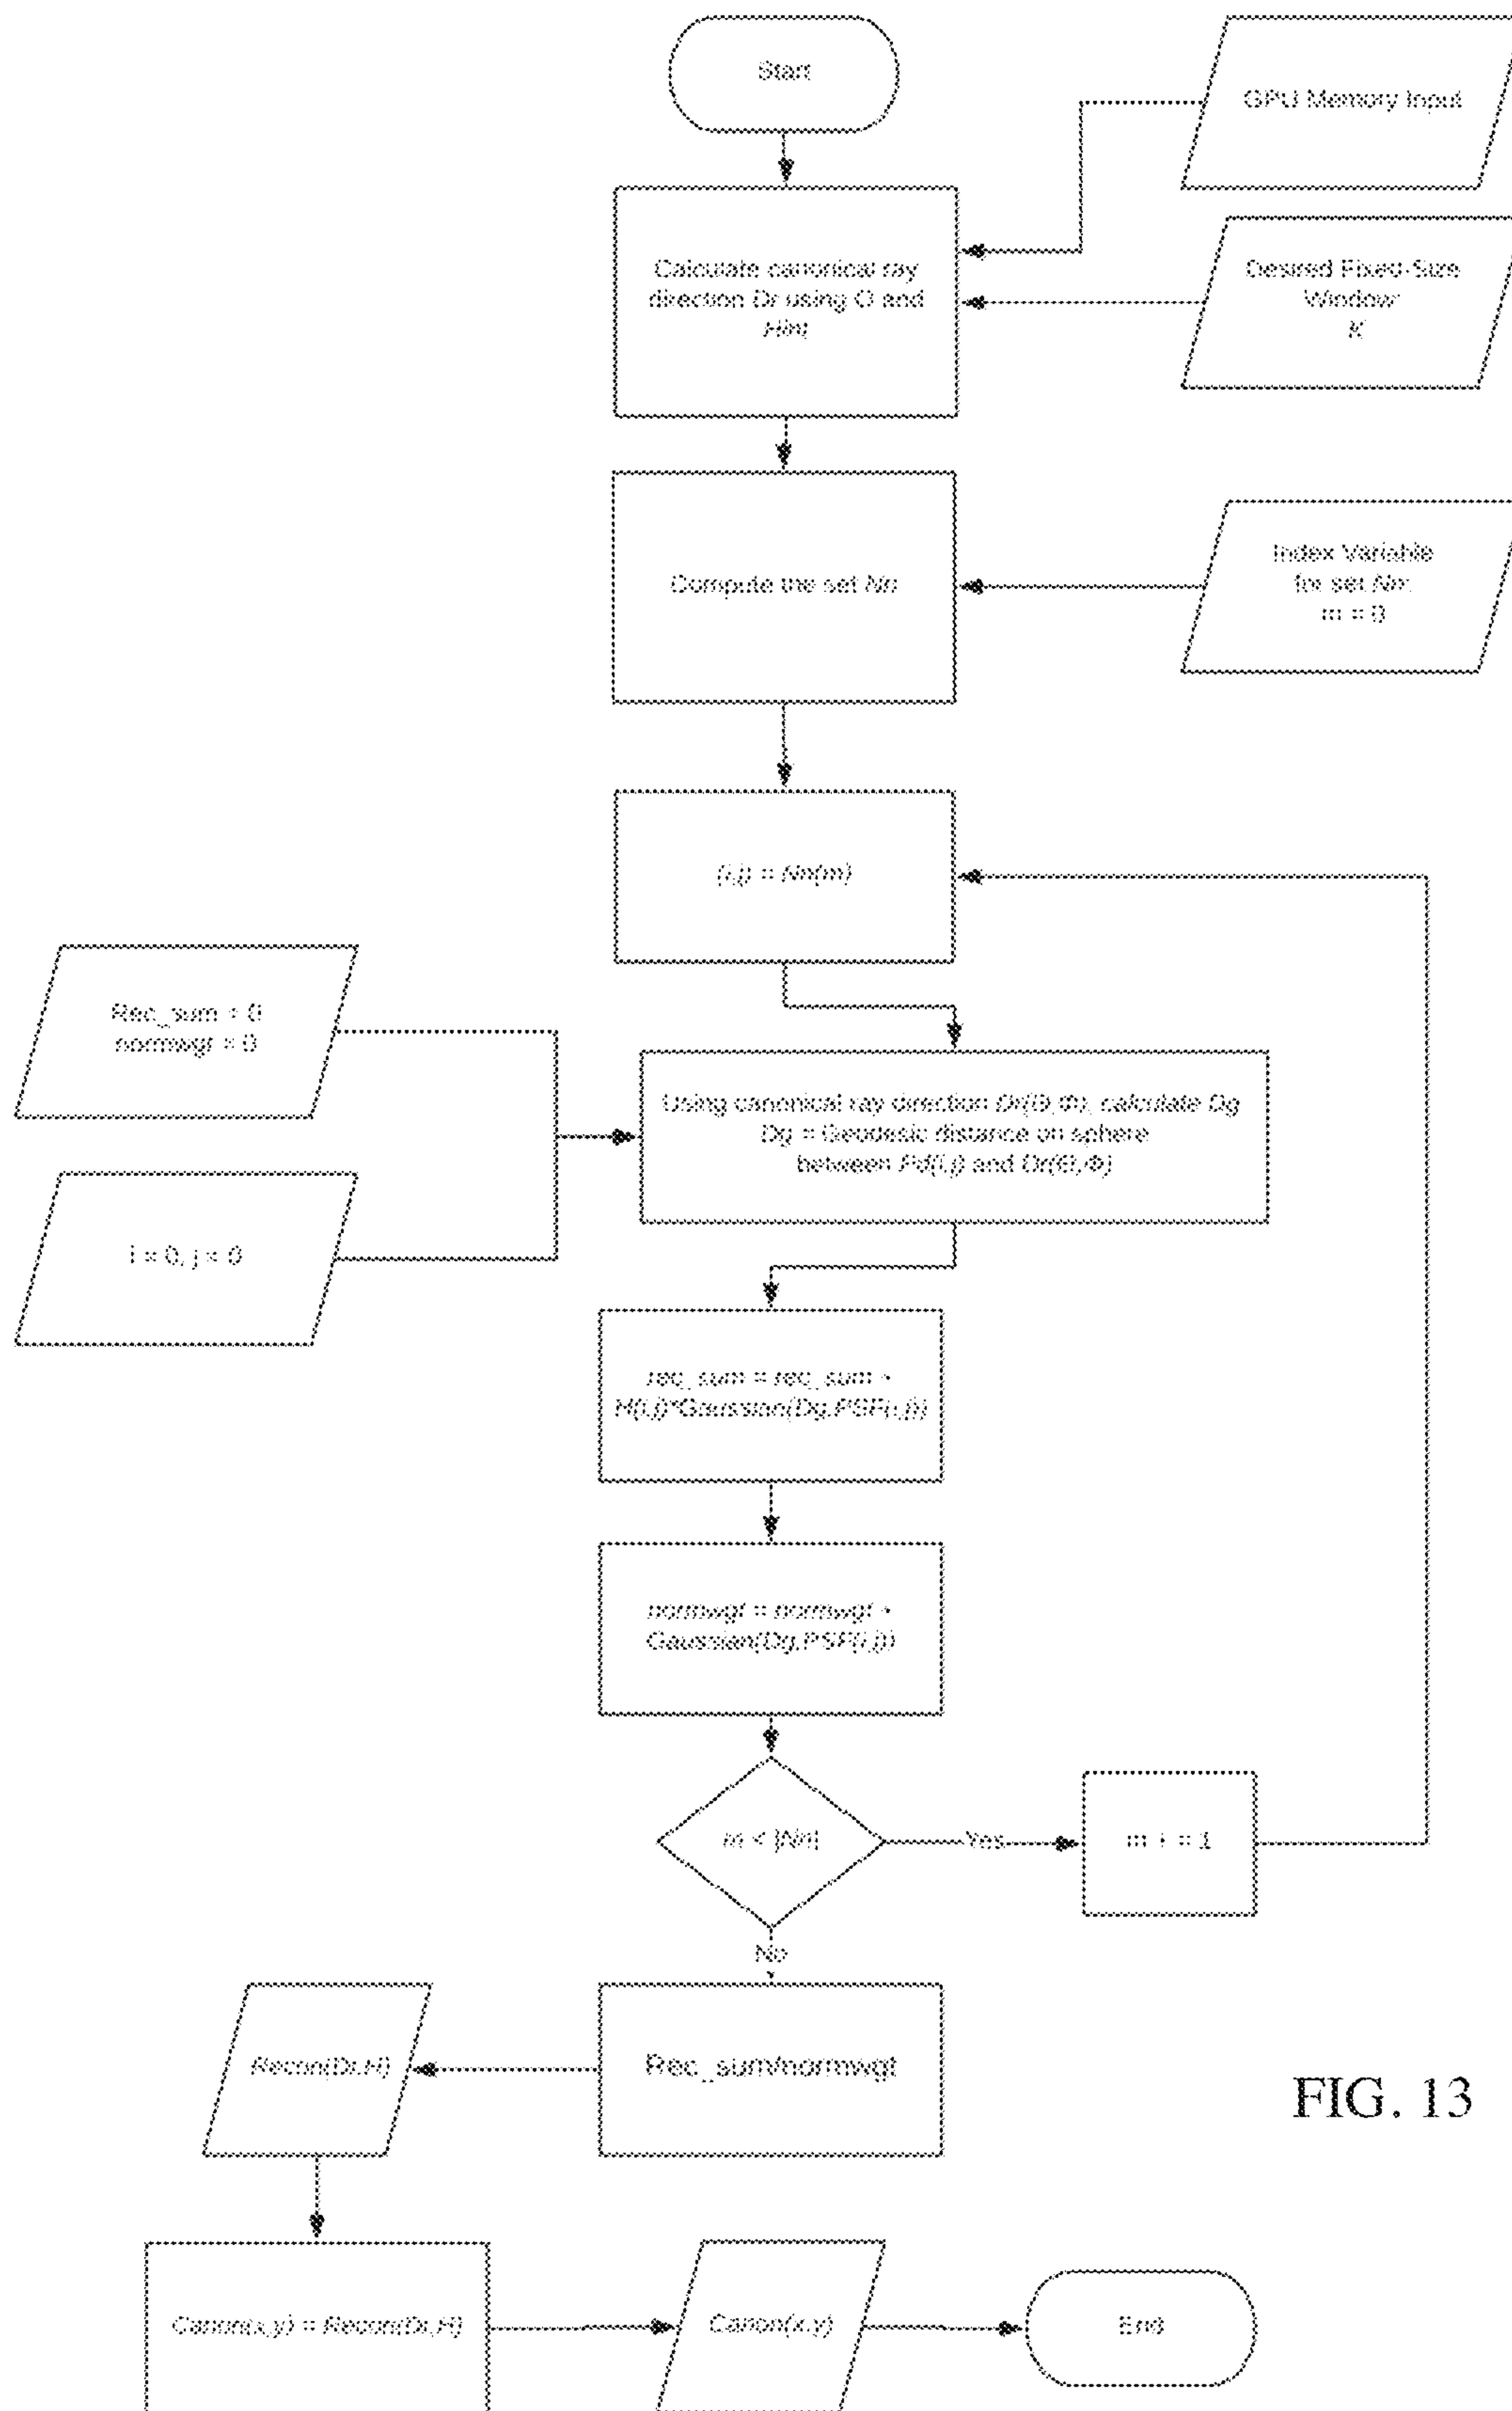 Start
GPU Memory Input
Calculate canonical ray
direction Dr using O and
Hint
Desired Fixed-Size
Window:
K
Compute the set Nn
Index Variable
for set Nn:
m = 0
(i,j) = Nn(m)
Rec_sum = 0
normwgt = 0
Using canonical ray direction Dr(Θ,Φ), calculate Dg
Dg = Geodesic distance on sphere
between Pd(i,j) and Dr(Θ,Φ)
i = 0, j = 0
rec_sum = rec_sum +
H(i,j)*Gaussian(Dg,PSF(i,j))
normwgt = normwgt +
Gaussian(Dg,PSF(i,j))
m < |Nn|
Yes
m + = 1
No
Recon(Dr,H)
Rec_sum/normwgt
FIG. 13
Canon(x,y) = Recon(Dr,H)
Canon(x,y)
End